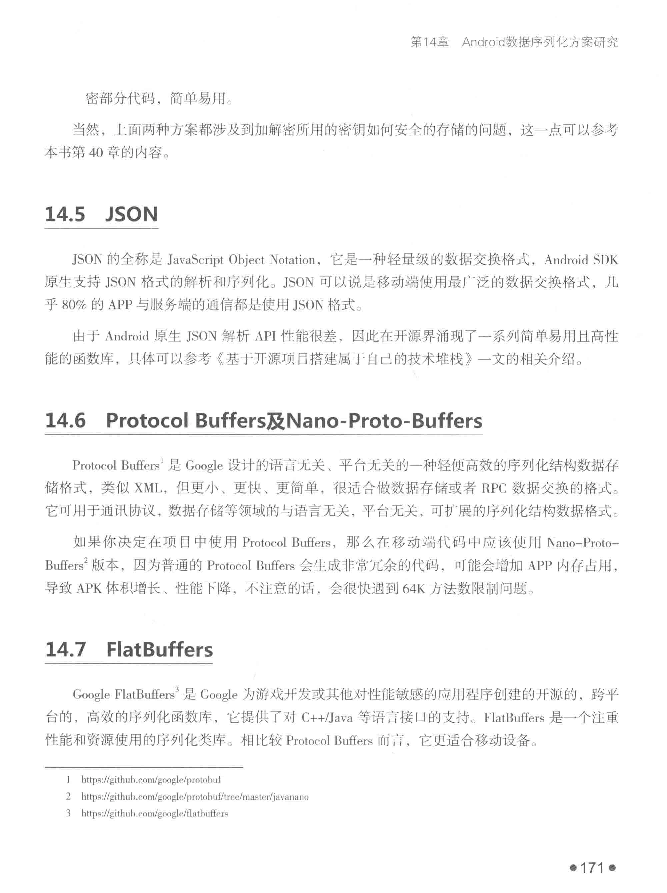 第14章 Android数据序列化方案研究
密部分代码，简单易用。
当然，上面两种方案都涉及到加解密所用的密钥如何安全的存储的问题，这一点可以参考
本书第 40 章的内容。
14.5 JSON
JSON 的全称是 JavaScript Object Notation，它是一种轻量级的数据交换格式，Android SDK
原生支持 JSON 格式的解析和序列化。JSON 可以说是移动端使用最广泛的数据交换格式，几
乎 80% 的 APP 与服务端的通信都是使用 JSON 格式。
由于 Android 原生 JSON 解析 API 性能很差，因此在开源界涌现了一系列简单易用且高性
能的函数库，具体可以参考《基于开源项目搭建属于自己的技术堆栈》一文的相关介绍。
14.6 Protocol Buffers及Nano-Proto-Buffers
Protocol Buffers1 是 Google 设计的语言无关、平台无关的一种轻便高效的序列化结构数据存
储格式，类似 XML，但更小、更快、更简单，很适合做数据存储或者 RPC 数据交换的格式。
它可用于通讯协议，数据存储等领域的与语言无关，平台无关，可扩展的序列化结构数据格式。
如果你决定在项目中使用 Protocol Buffers，那么在移动端代码中应该使用 Nano-Proto-
Buffers2 版本，因为普通的 Protocol Buffers 会生成非常冗余的代码，可能会增加 APP 内存占用，
导致 APK 体积增长、性能下降，不注意的话，会很快遇到 64K 方法数限制问题。
14.7 FlatBuffers
Google FlatBuffers3 是 Google 为游戏开发或其他对性能敏感的应用程序创建的开源的，跨平
台的，高效的序列化函数库，它提供了对 C++/Java 等语言接口的支持。FlatBuffers 是一个注重
性能和资源使用的序列化类库。相比较 Protocol Buffers 而言，它更适合移动设备。
1 https://github.com/google/protobuf
2 https://github.com/google/protobuf/tree/master/javanano
3 https://github.com/google/flatbuffers
●171●